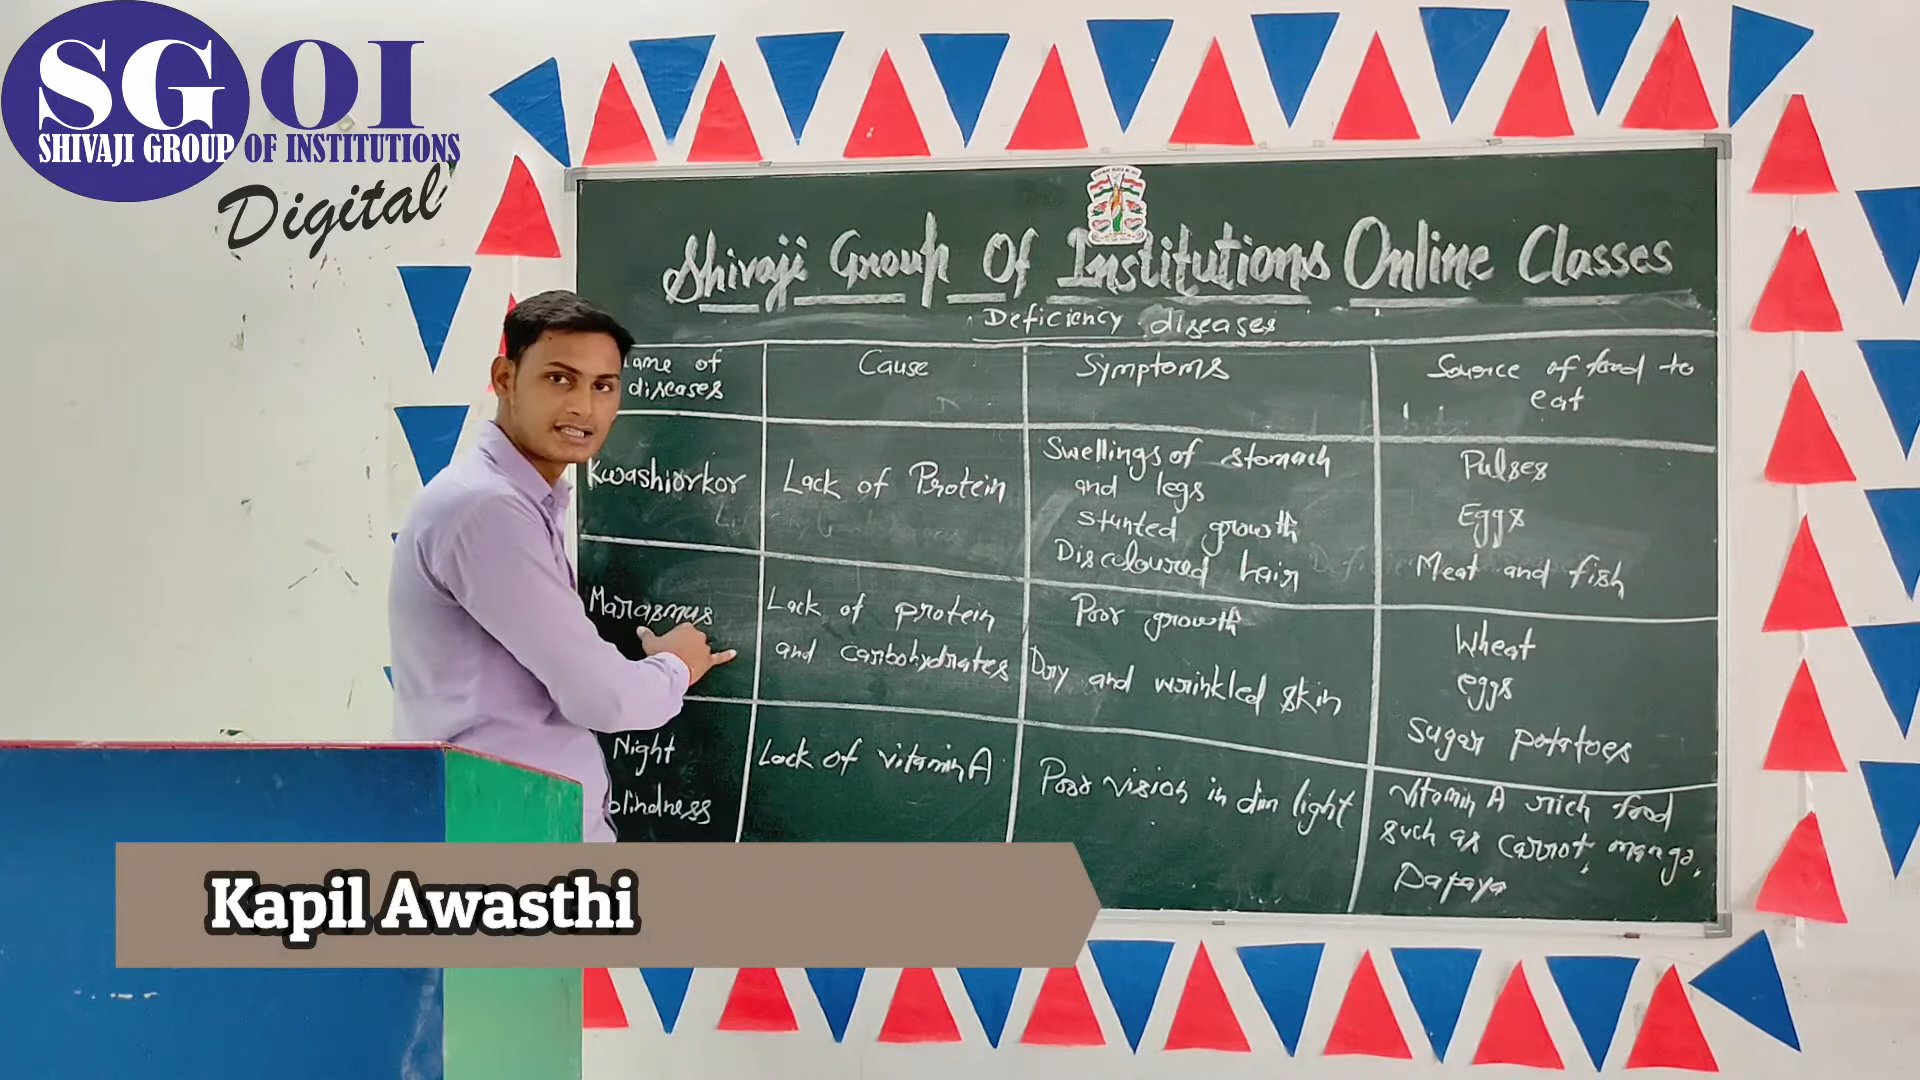 SGOI
SHIVAJI GROUP OF INSTITUTIONS
Digital
Shivaji Group Of Institutions Online Classes
Deficiency diseases
ame of
diseases
Cause
Symptoms
Source of food to
eat
Kwashiorkor
Lack of Protein
Swellings of stomach
and legs
stunted growth
Discoloured hair
Pulses
Eggs
Meat and fish
Marasmus
Lack of protein
and carbohydrates
Poor growth
Dry and wrinkled skin
Wheat
eggs
Sugar potatoes
Night
blindness
Lack of vitamin A
Poor vision in dim light
Vitamin A rich food
such as carrot, mango,
Papaya
Kapil Awasthi